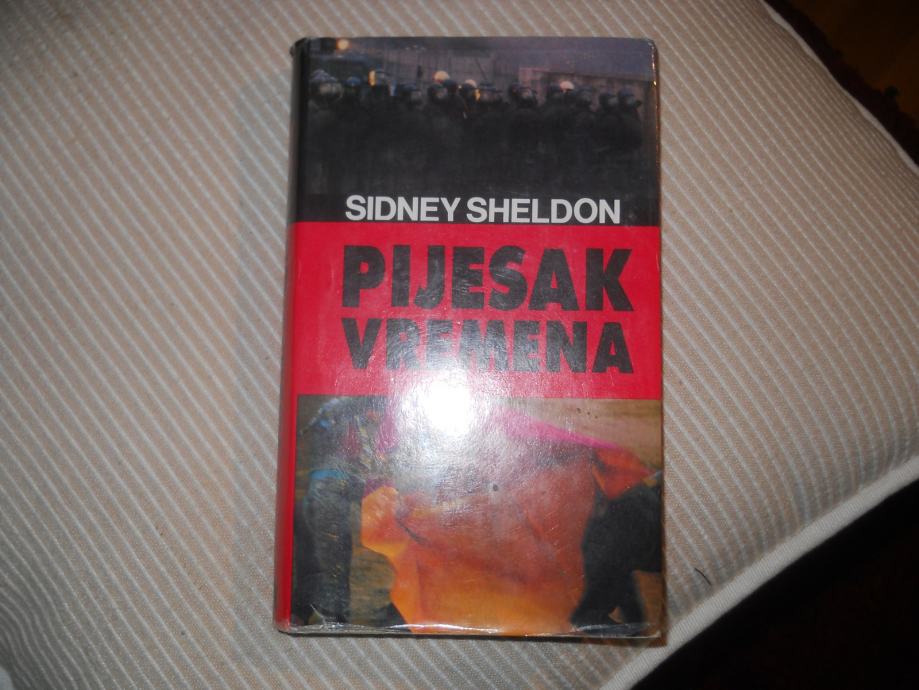 SIDNEY SHELDON
PIJESAK
VREMENA